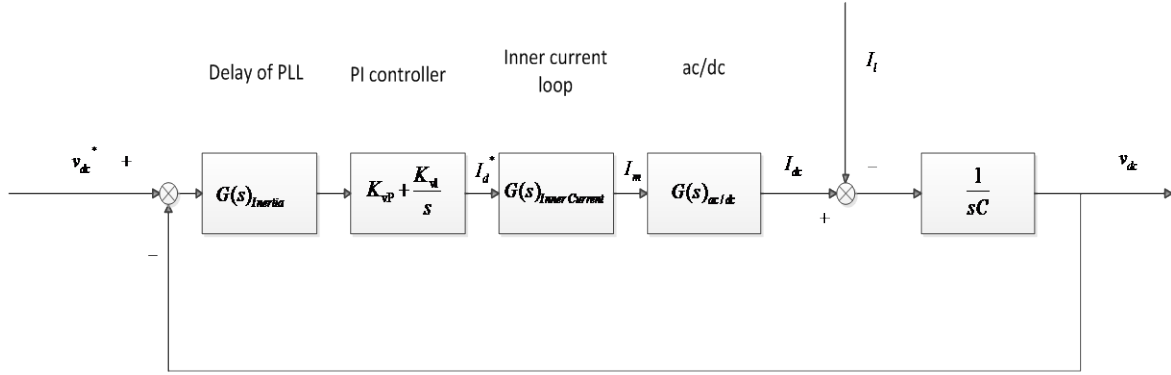 Delay of PLL
PI controller
Inner current
loop
ac/dc
I_l
v_dc* +
G(s)_Inertia
K_vP + K_vI/s
I_d*
G(s)_Inner Current
I_m
G(s)_ac/dc
I_dc
+
−
1/sC
v_dc
−